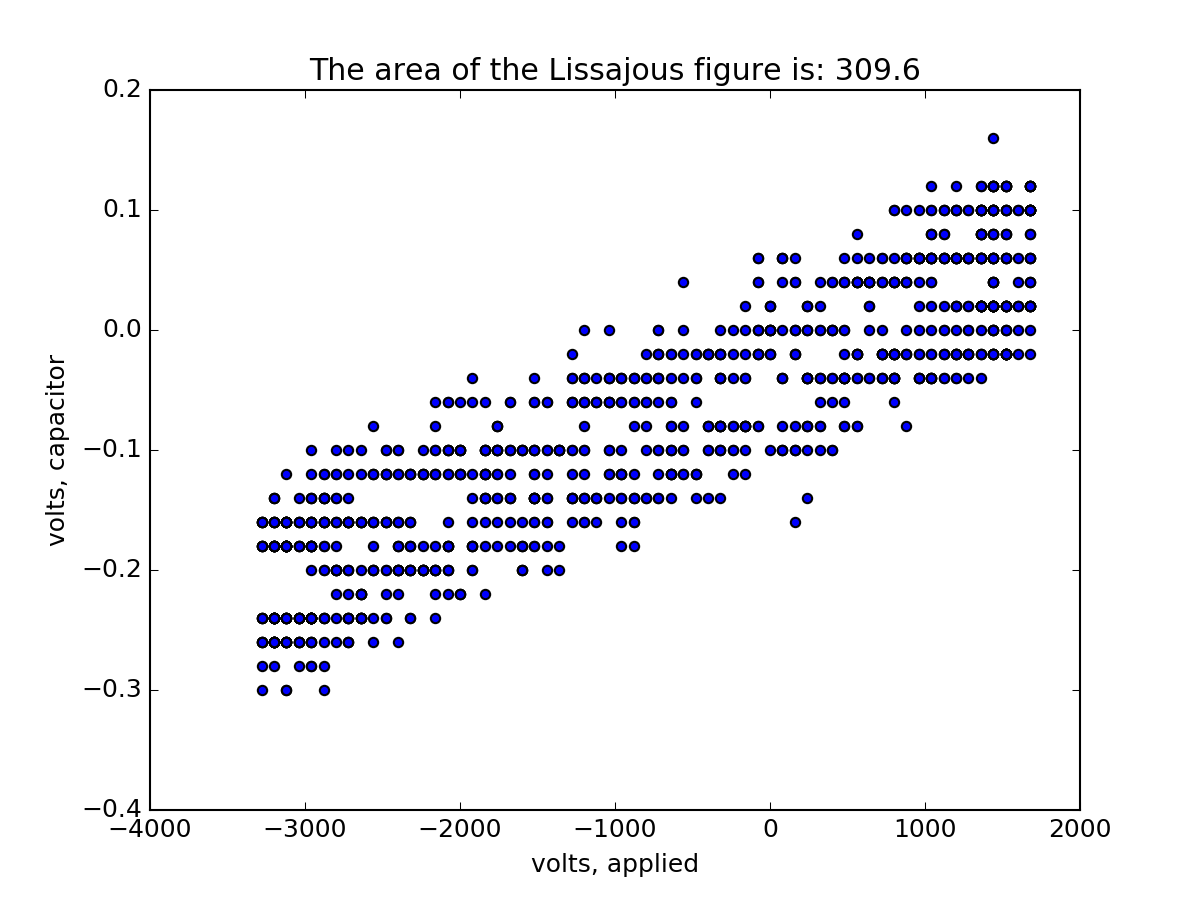 The area of the Lissajous figure is: 309.6
0.2
0.1
0.0
−0.1
−0.2
−0.3
−0.4
volts, capacitor
−4000 −3000 −2000 −1000 0 1000 2000
volts, applied